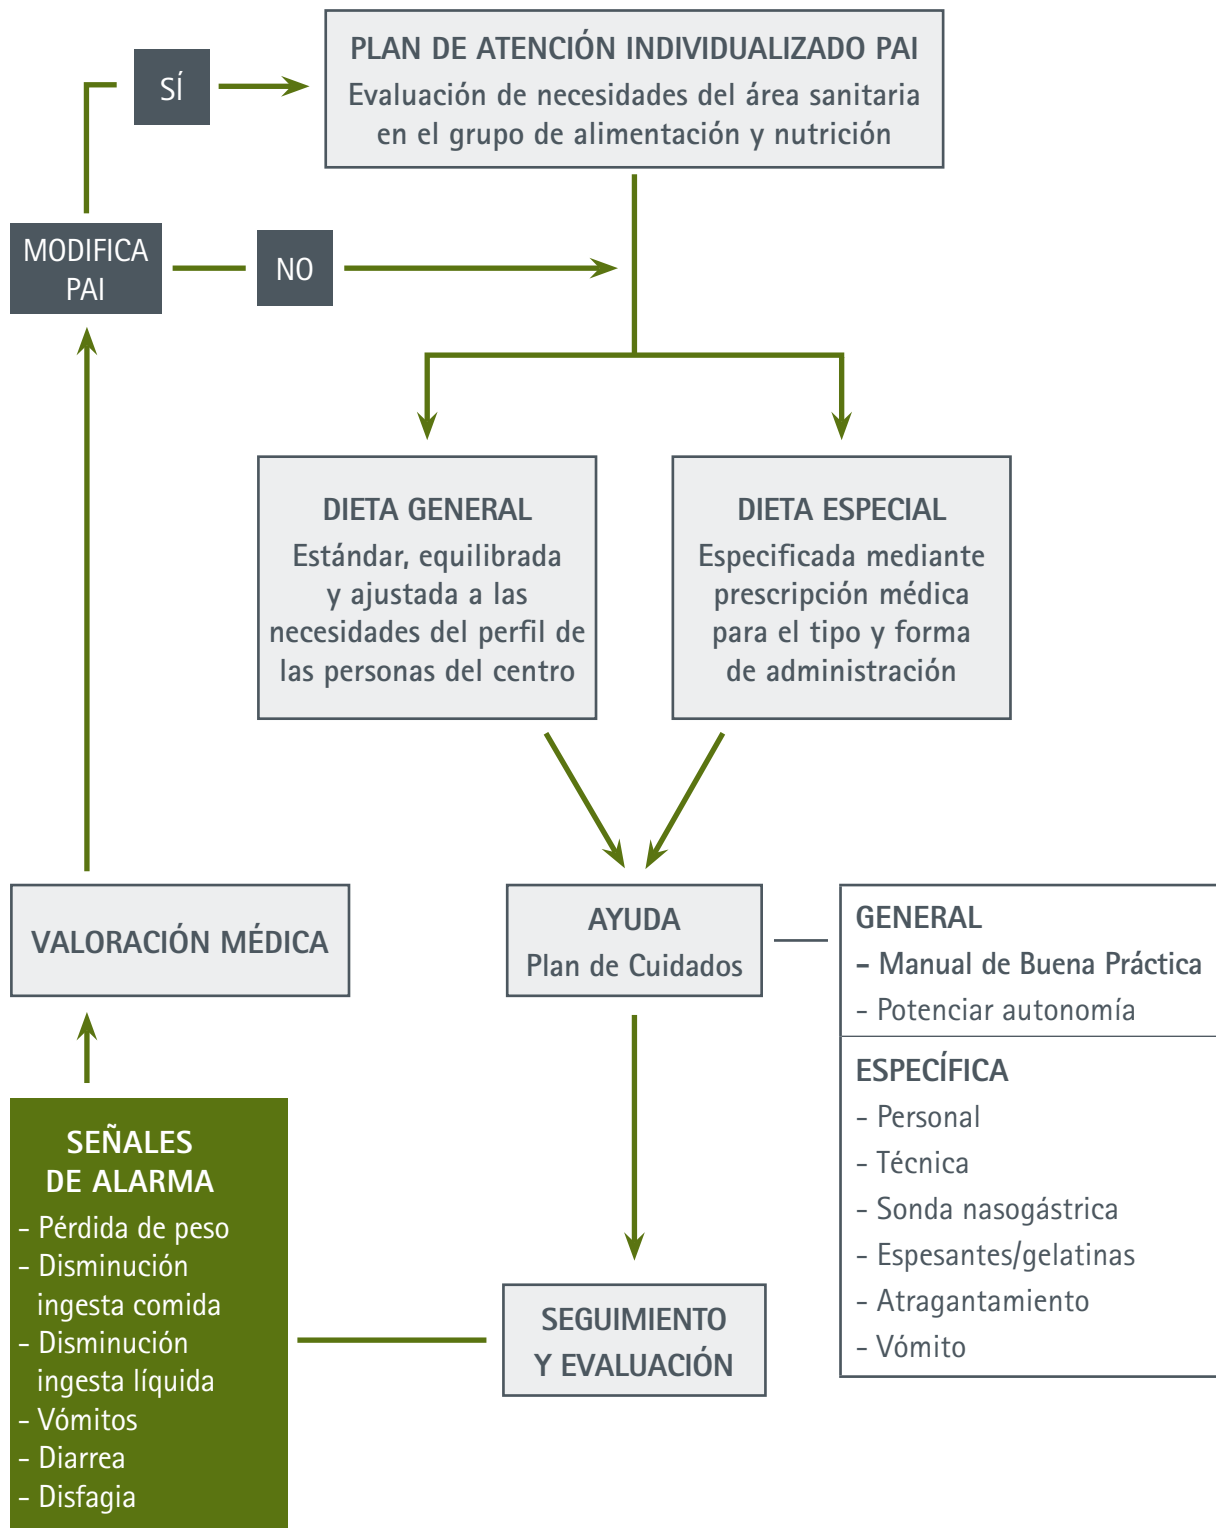 PLAN DE ATENCIÓN INDIVIDUALIZADO PAI
Evaluación de necesidades del área sanitaria
en el grupo de alimentación y nutrición
SÍ
MODIFICA
PAI
NO
DIETA GENERAL
Estándar, equilibrada
y ajustada a las
necesidades del perfil de
las personas del centro
DIETA ESPECIAL
Especificada mediante
prescripción médica
para el tipo y forma
de administración
VALORACIÓN MÉDICA
AYUDA
Plan de Cuidados
GENERAL
- Manual de Buena Práctica
- Potenciar autonomía
ESPECÍFICA
- Personal
- Técnica
- Sonda nasogástrica
- Espesantes/gelatinas
- Atragantamiento
- Vómito
SEÑALES
DE ALARMA
- Pérdida de peso
- Disminución
ingesta comida
- Disminución
ingesta líquida
- Vómitos
- Diarrea
- Disfagia
SEGUIMIENTO
Y EVALUACIÓN